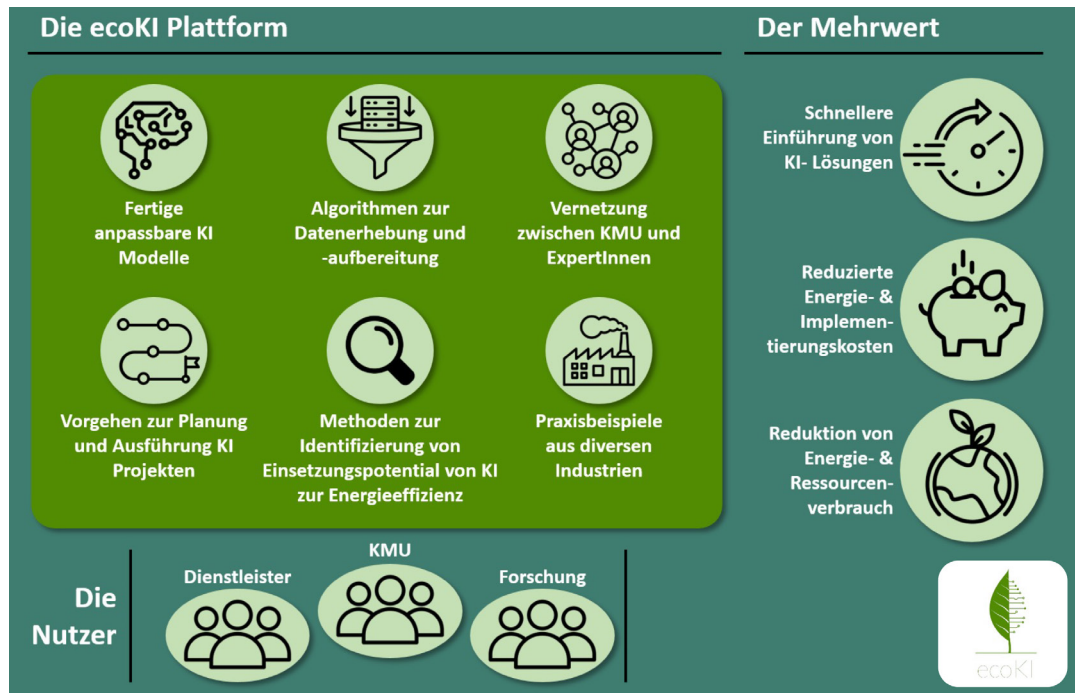 Die ecoKI Plattform
Fertige
anpassbare KI
Modelle
Algorithmen zur
Datenerhebung und
-aufbereitung
Vernetzung
zwischen KMU und
ExpertInnen
Vorgehen zur Planung
und Ausführung KI
Projekten
Methoden zur
Identifizierung von
Einsetzungspotential von KI
zur Energieeffizienz
Praxisbeispiele
aus diversen
Industrien
Der Mehrwert
Schnellere
Einführung von
KI- Lösungen
Reduzierte
Energie- &
Implemen-
tierungskosten
Reduktion von
Energie- &
Ressourcen-
verbrauch
Die
Nutzer
Dienstleister
KMU
Forschung
ecoKI